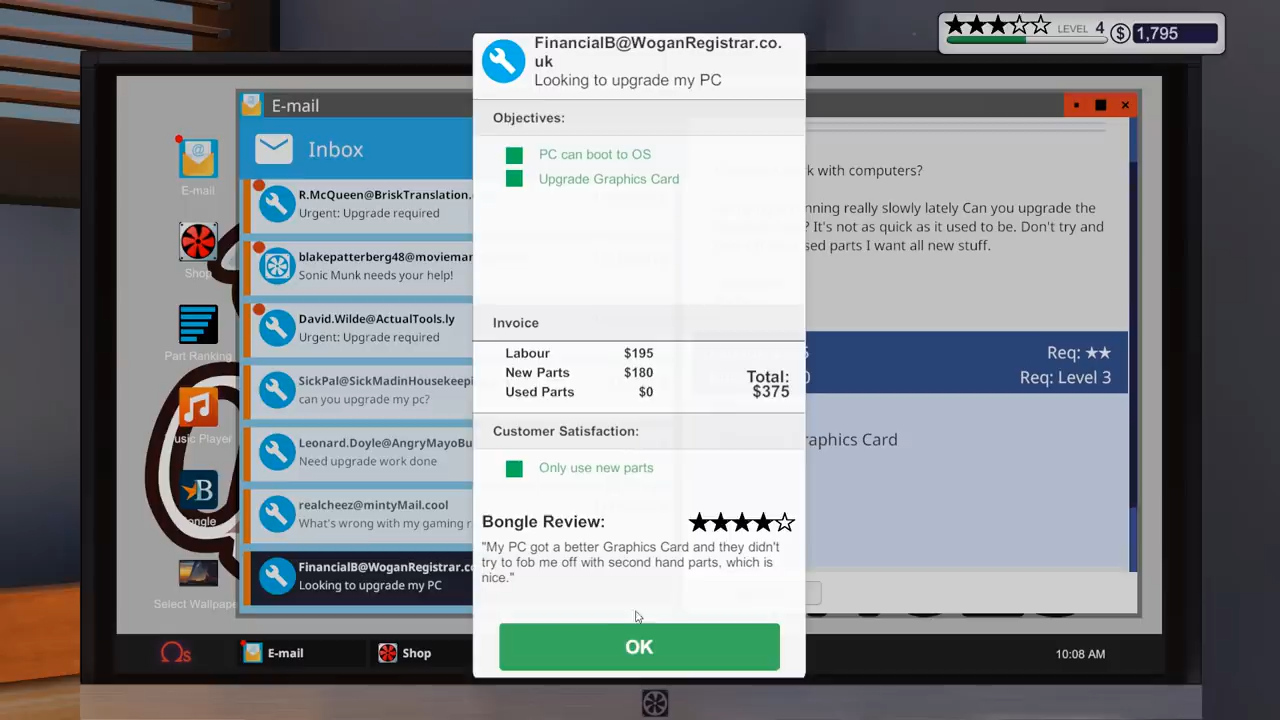 LEVEL 4
$ 1,795
FinancialB@WoganRegistrar.co.
uk
Looking to upgrade my PC
Objectives:
PC can boot to OS
Upgrade Graphics Card
Invoice
Labour $195
New Parts $180
Used Parts $0
Total:
$375
Customer Satisfaction:
Only use new parts
Bongle Review:
"My PC got a better Graphics Card and they didn't
try to fob me off with second hand parts, which is
nice."
OK
E-mail
Shop
Part Ranking
Music Player
Select Wallpape
E-mail
Inbox
R.McQueen@BriskTranslation.
Urgent: Upgrade required
blakepatterberg48@moviemar
Sonic Munk needs your help!
David.Wilde@ActualTools.ly
Urgent: Upgrade required
SickPal@SickMadinHousekeepi
can you upgrade my pc?
Leonard.Doyle@AngryMayoBu
Need upgrade work done
realcheez@mintyMail.cool
What's wrong with my gaming r
FinancialB@WoganRegistrar.co
Looking to upgrade my PC
k with computers?
nning really slowly lately Can you upgrade the
? It's not as quick as it used to be. Don't try and
sed parts I want all new stuff.
Req: ★★
Req: Level 3
raphics Card
E-mail
Shop
10:08 AM